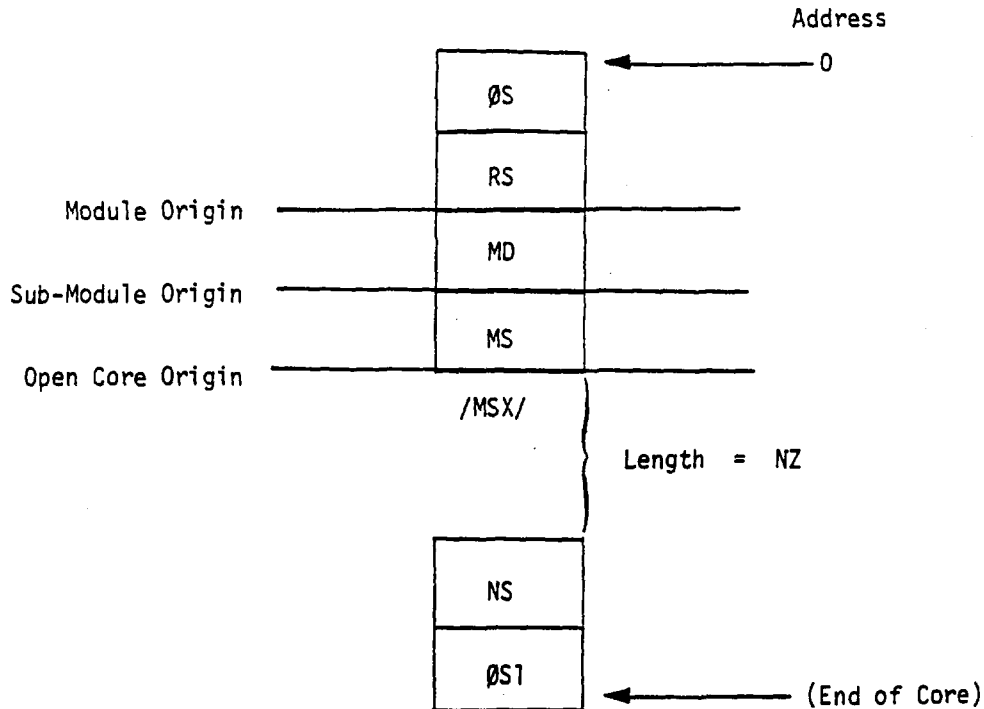 Address
0
ØS
RS
Module Origin
MD
Sub-Module Origin
MS
Open Core Origin
/MSX/
Length = NZ
NS
ØS1
(End of Core)